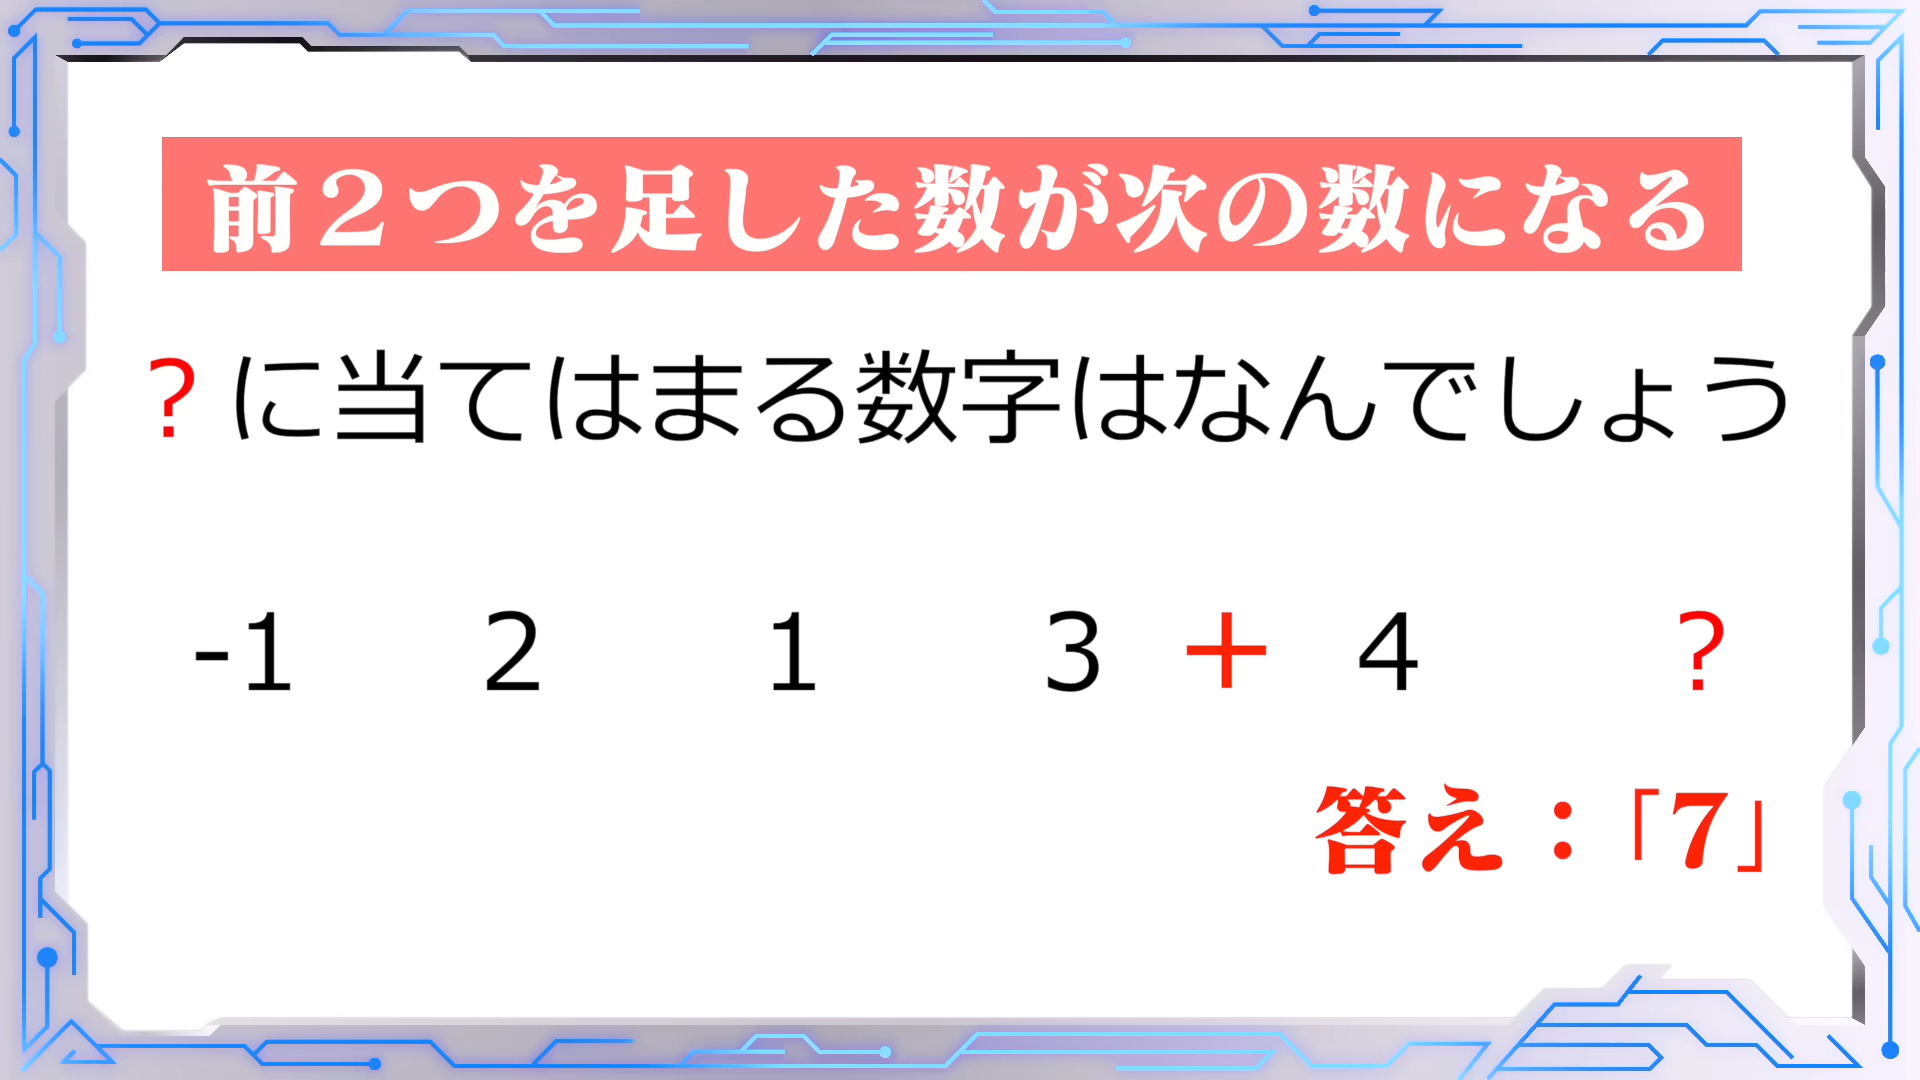 前２つを足した数が次の数になる
？に当てはまる数字はなんでしょう
-1 2 1 3 + 4 ?
答え：「7」